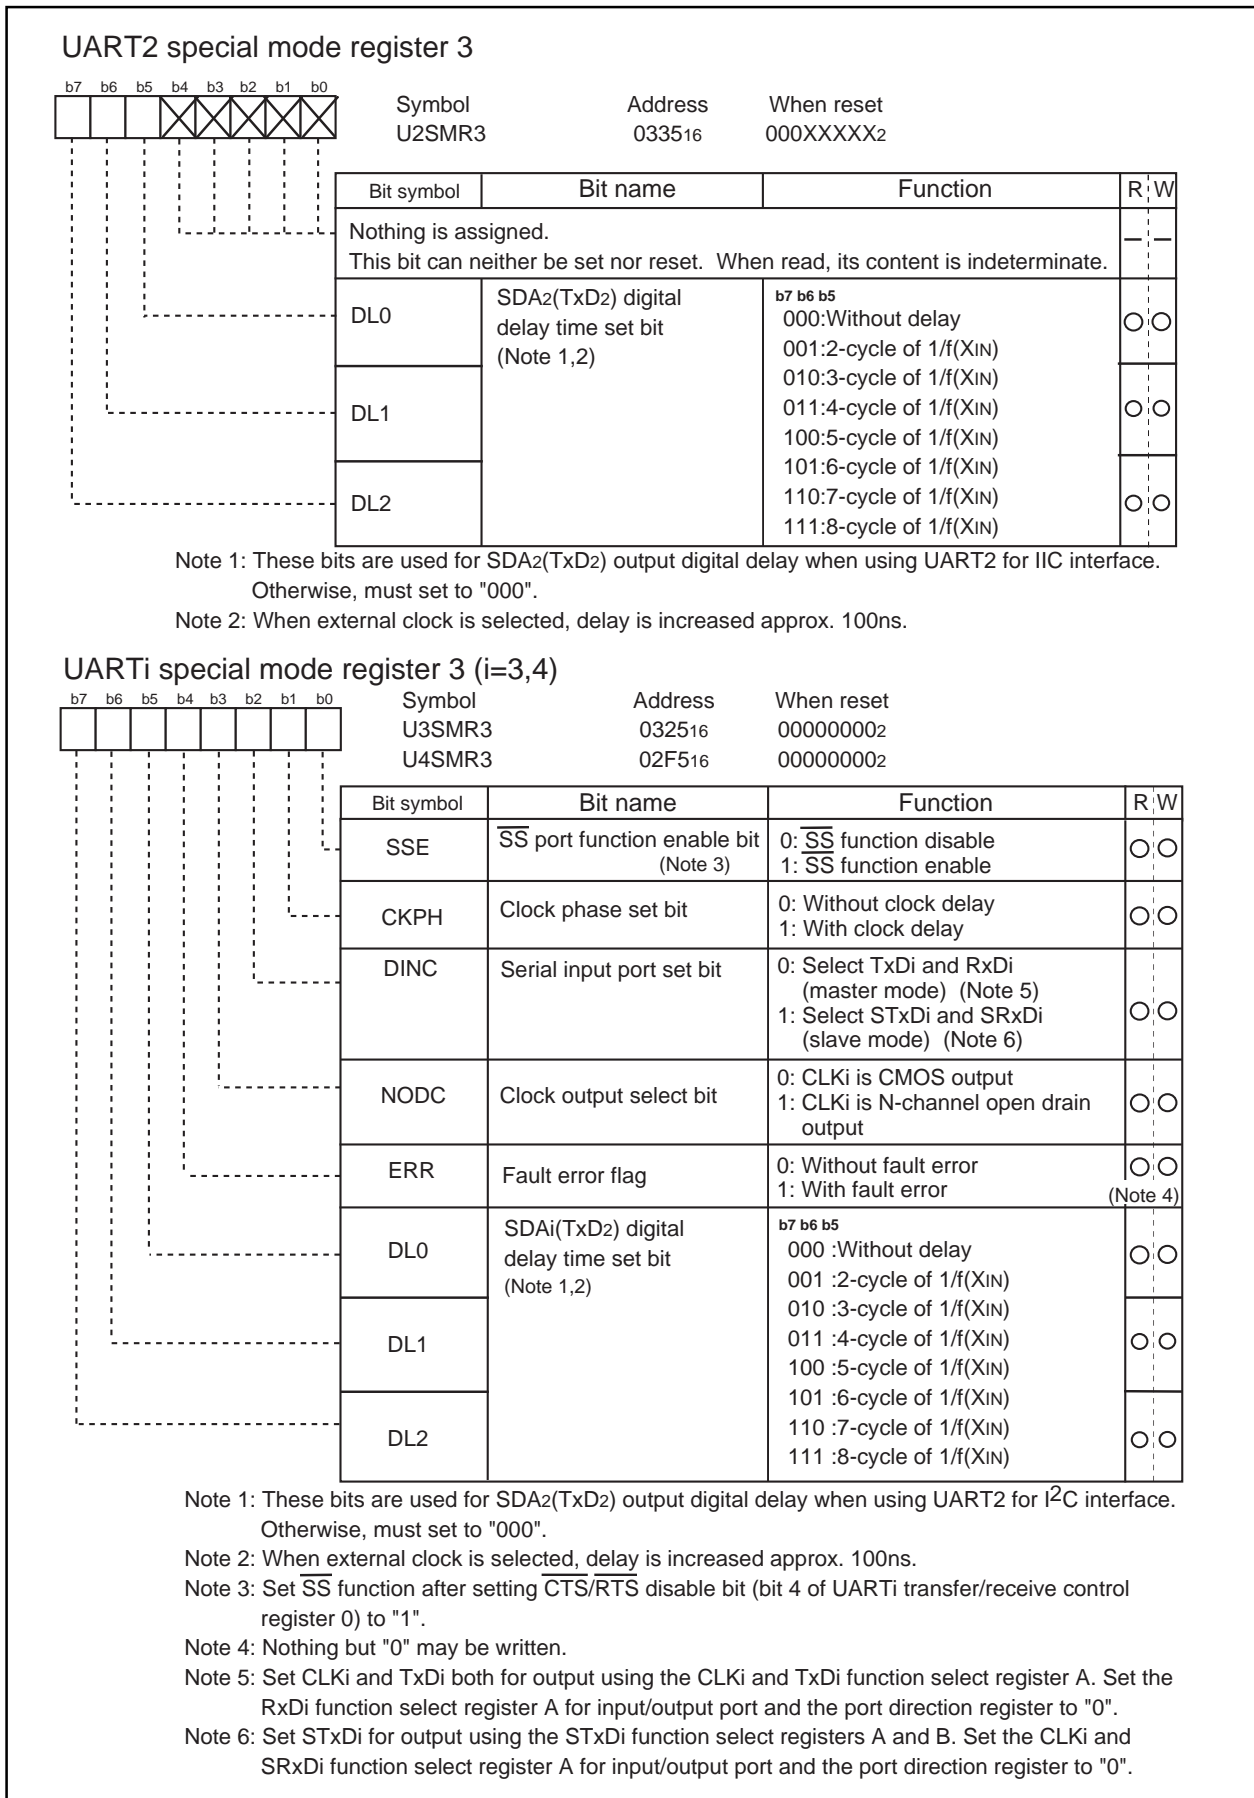 UART2 special mode register 3
b7 b6 b5 b4 b3 b2 b1 b0
Symbol Address When reset
U2SMR3 033516 000XXXXX2
Bit symbol Bit name Function R W
Nothing is assigned.
This bit can neither be set nor reset. When read, its content is indeterminate.
DL0
SDA2(TxD2) digital
delay time set bit
(Note 1,2)
b7 b6 b5
000:Without delay
001:2-cycle of 1/f(XIN)
010:3-cycle of 1/f(XIN)
011:4-cycle of 1/f(XIN)
100:5-cycle of 1/f(XIN)
101:6-cycle of 1/f(XIN)
110:7-cycle of 1/f(XIN)
111:8-cycle of 1/f(XIN)
DL1
DL2
Note 1: These bits are used for SDA2(TxD2) output digital delay when using UART2 for IIC interface.
Otherwise, must set to "000".
Note 2: When external clock is selected, delay is increased approx. 100ns.
UARTi special mode register 3 (i=3,4)
b7 b6 b5 b4 b3 b2 b1 b0
Symbol Address When reset
U3SMR3 032516 000000002
U4SMR3 02F516 000000002
Bit symbol Bit name Function R W
SSE
SS port function enable bit
(Note 3)
0: SS function disable
1: SS function enable
CKPH
Clock phase set bit
0: Without clock delay
1: With clock delay
DINC
Serial input port set bit
0: Select TxDi and RxDi
(master mode) (Note 5)
1: Select STxDi and SRxDi
(slave mode) (Note 6)
NODC
Clock output select bit
0: CLKi is CMOS output
1: CLKi is N-channel open drain
output
ERR
Fault error flag
0: Without fault error
1: With fault error
(Note 4)
DL0
SDAi(TxD2) digital
delay time set bit
(Note 1,2)
b7 b6 b5
000 :Without delay
001 :2-cycle of 1/f(XIN)
010 :3-cycle of 1/f(XIN)
011 :4-cycle of 1/f(XIN)
100 :5-cycle of 1/f(XIN)
101 :6-cycle of 1/f(XIN)
110 :7-cycle of 1/f(XIN)
111 :8-cycle of 1/f(XIN)
DL1
DL2
Note 1: These bits are used for SDA2(TxD2) output digital delay when using UART2 for I2C interface.
Otherwise, must set to "000".
Note 2: When external clock is selected, delay is increased approx. 100ns.
Note 3: Set SS function after setting CTS/RTS disable bit (bit 4 of UARTi transfer/receive control
register 0) to "1".
Note 4: Nothing but "0" may be written.
Note 5: Set CLKi and TxDi both for output using the CLKi and TxDi function select register A. Set the
RxDi function select register A for input/output port and the port direction register to "0".
Note 6: Set STxDi for output using the STxDi function select registers A and B. Set the CLKi and
SRxDi function select register A for input/output port and the port direction register to "0".